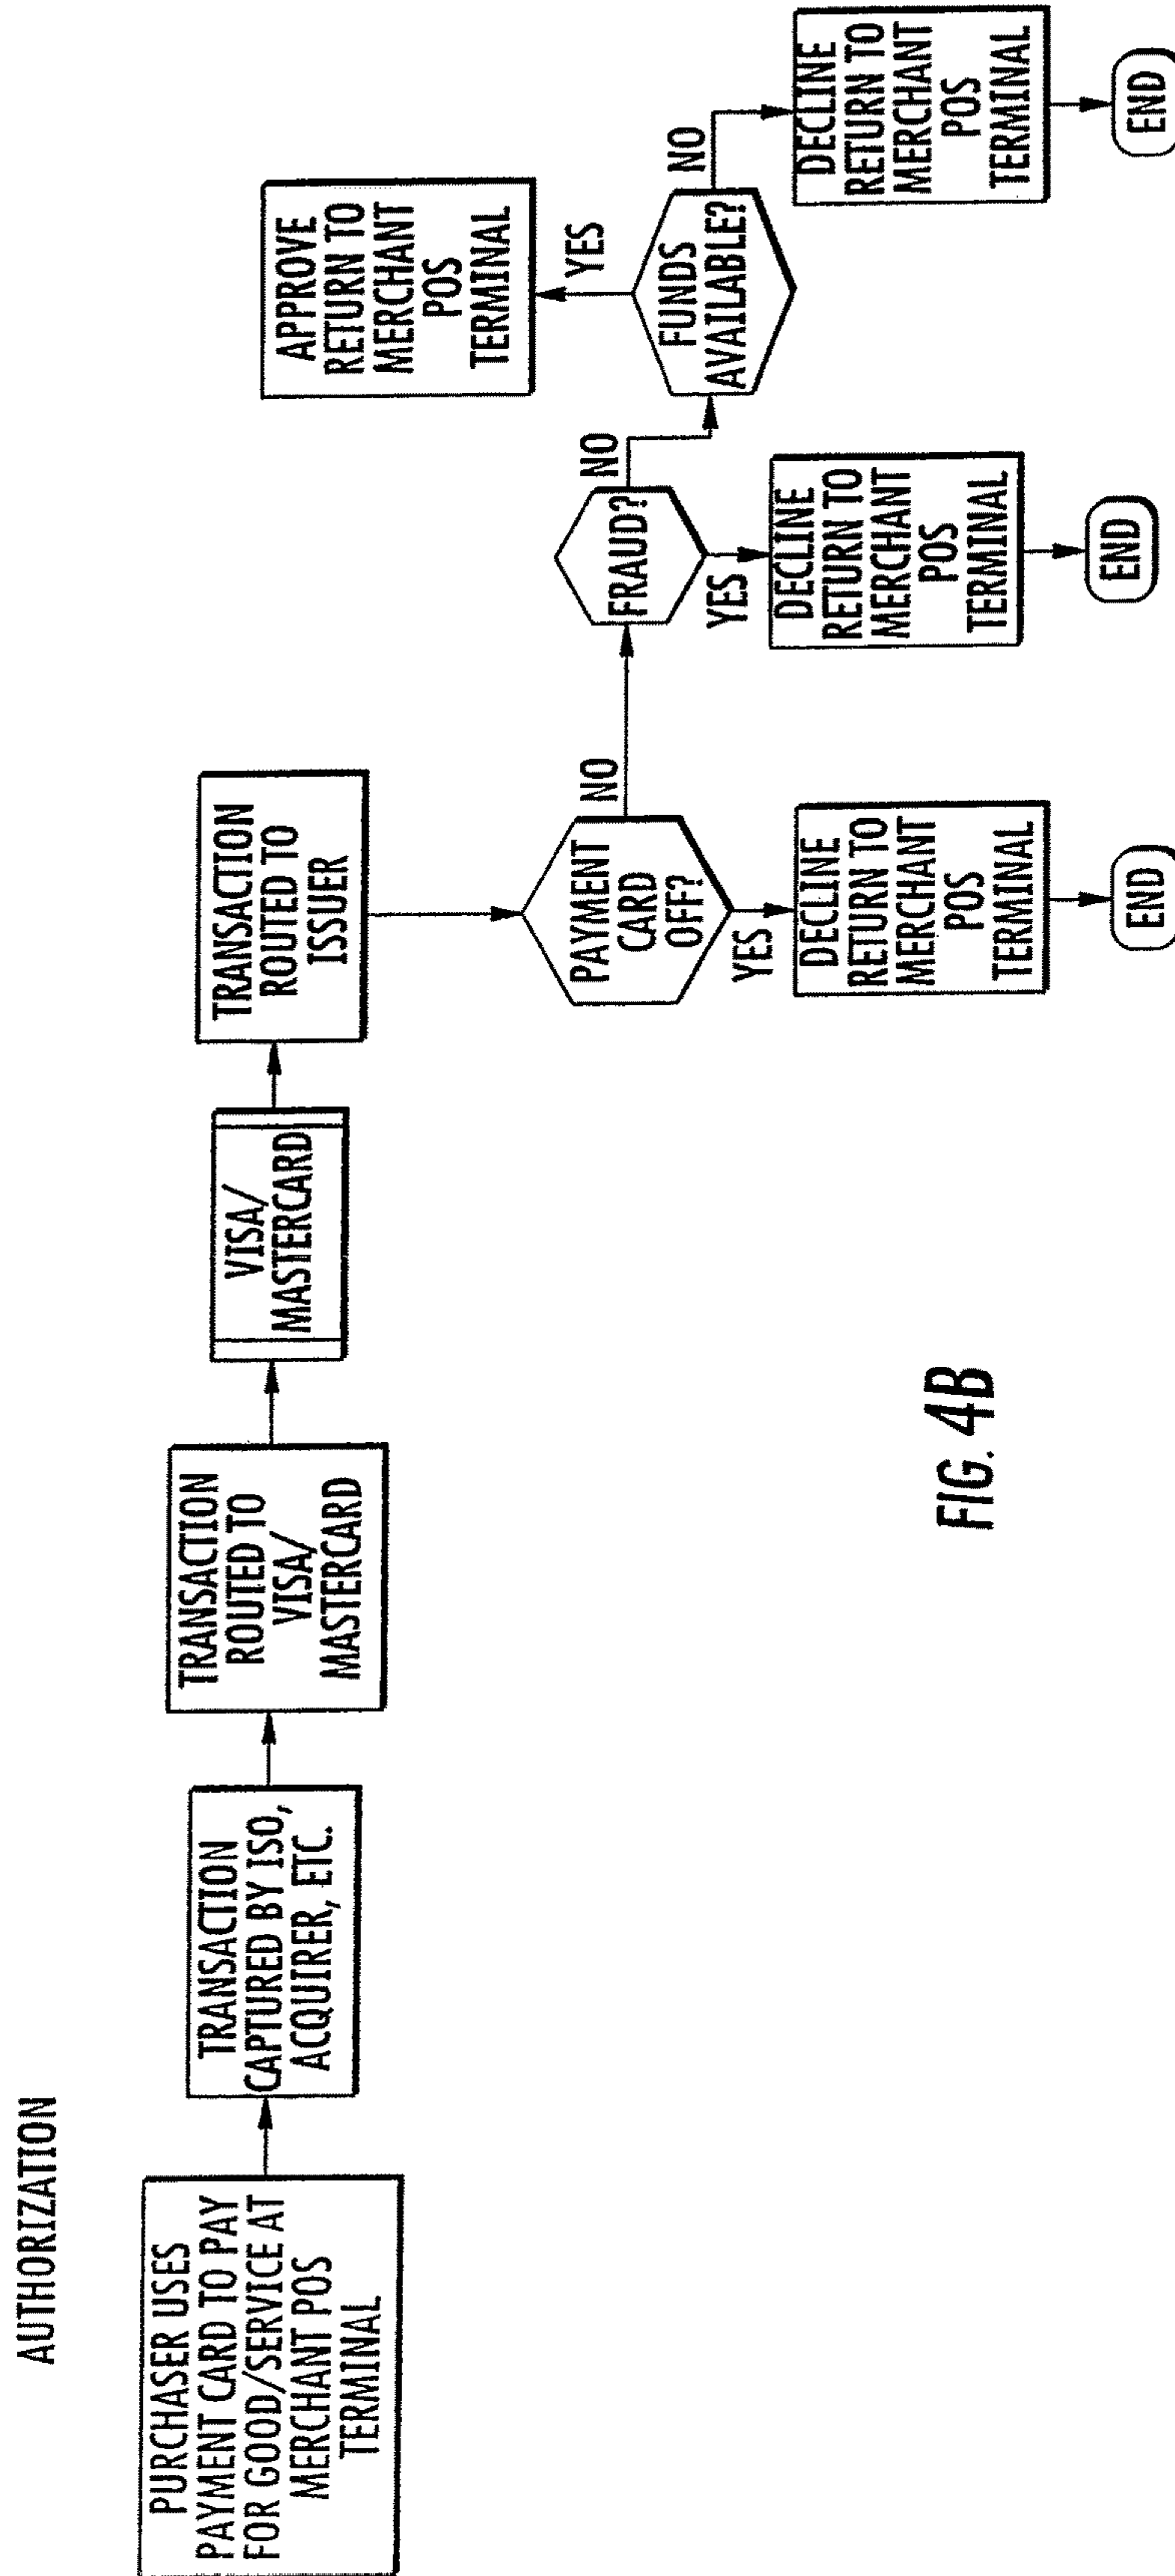 AUTHORIZATION
PURCHASER USES
PAYMENT CARD TO PAY
FOR GOOD/SERVICE AT
MERCHANT POS
TERMINAL
TRANSACTION
CAPTURED BY ISO,
ACQUIRER, ETC.
TRANSACTION
ROUTED TO
VISA/
MASTERCARD
VISA/
MASTERCARD
TRANSACTION
ROUTED TO
ISSUER
PAYMENT
CARD
OFF?
NO
YES
DECLINE
RETURN TO
MERCHANT
POS
TERMINAL
END
FRAUD?
NO
YES
DECLINE
RETURN TO
MERCHANT
POS
TERMINAL
END
FUNDS
AVAILABLE?
YES
APPROVE
RETURN TO
MERCHANT
POS
TERMINAL
NO
DECLINE
RETURN TO
MERCHANT
POS
TERMINAL
END
FIG. 4B